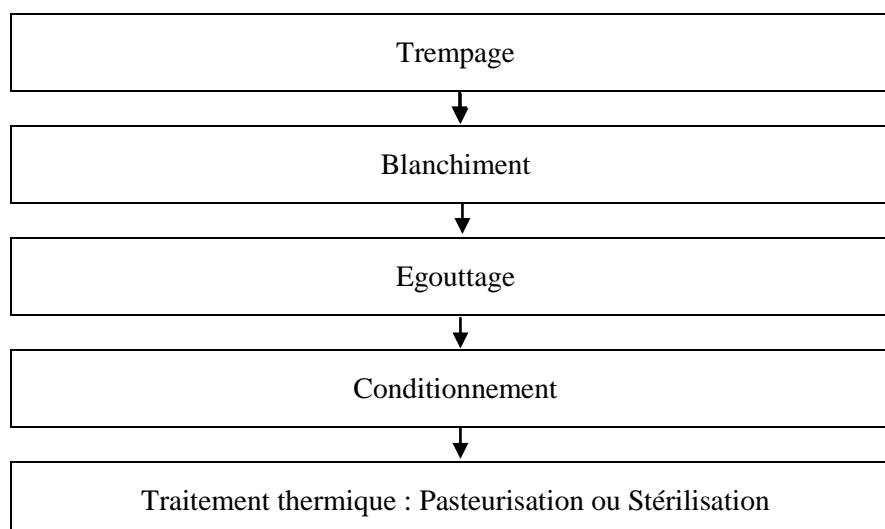 Trempage
Blanchiment
Egouttage
Conditionnement
Traitement thermique : Pasteurisation ou Stérilisation